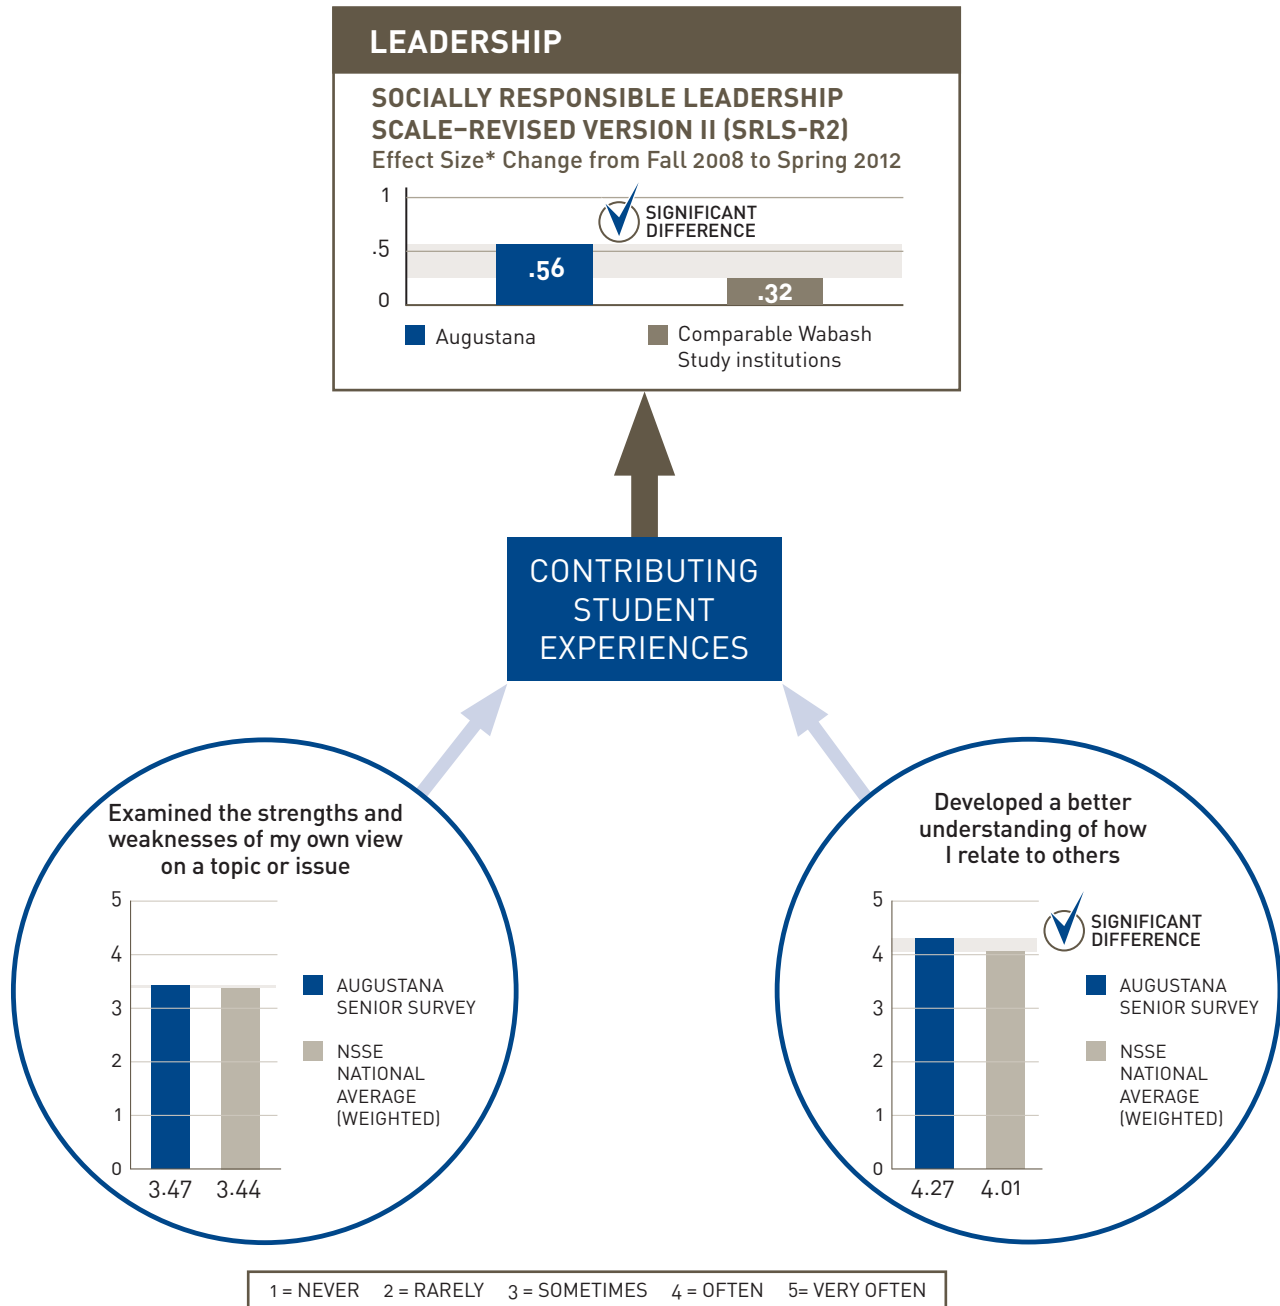 LEADERSHIP
SOCIALLY RESPONSIBLE LEADERSHIP
SCALE–REVISED VERSION II (SRLS-R2)
Effect Size* Change from Fall 2008 to Spring 2012
1
.5
0
SIGNIFICANT
DIFFERENCE
.56
.32
Augustana
Comparable Wabash
Study institutions
CONTRIBUTING
STUDENT
EXPERIENCES
Examined the strengths and
weaknesses of my own view
on a topic or issue
5
4
3
2
1
0
3.47 3.44
AUGUSTANA
SENIOR SURVEY
NSSE
NATIONAL
AVERAGE
(WEIGHTED)
Developed a better
understanding of how
I relate to others
5
4
3
2
1
0
4.27 4.01
SIGNIFICANT
DIFFERENCE
AUGUSTANA
SENIOR SURVEY
NSSE
NATIONAL
AVERAGE
(WEIGHTED)
1 = NEVER 2 = RARELY 3 = SOMETIMES 4 = OFTEN 5= VERY OFTEN